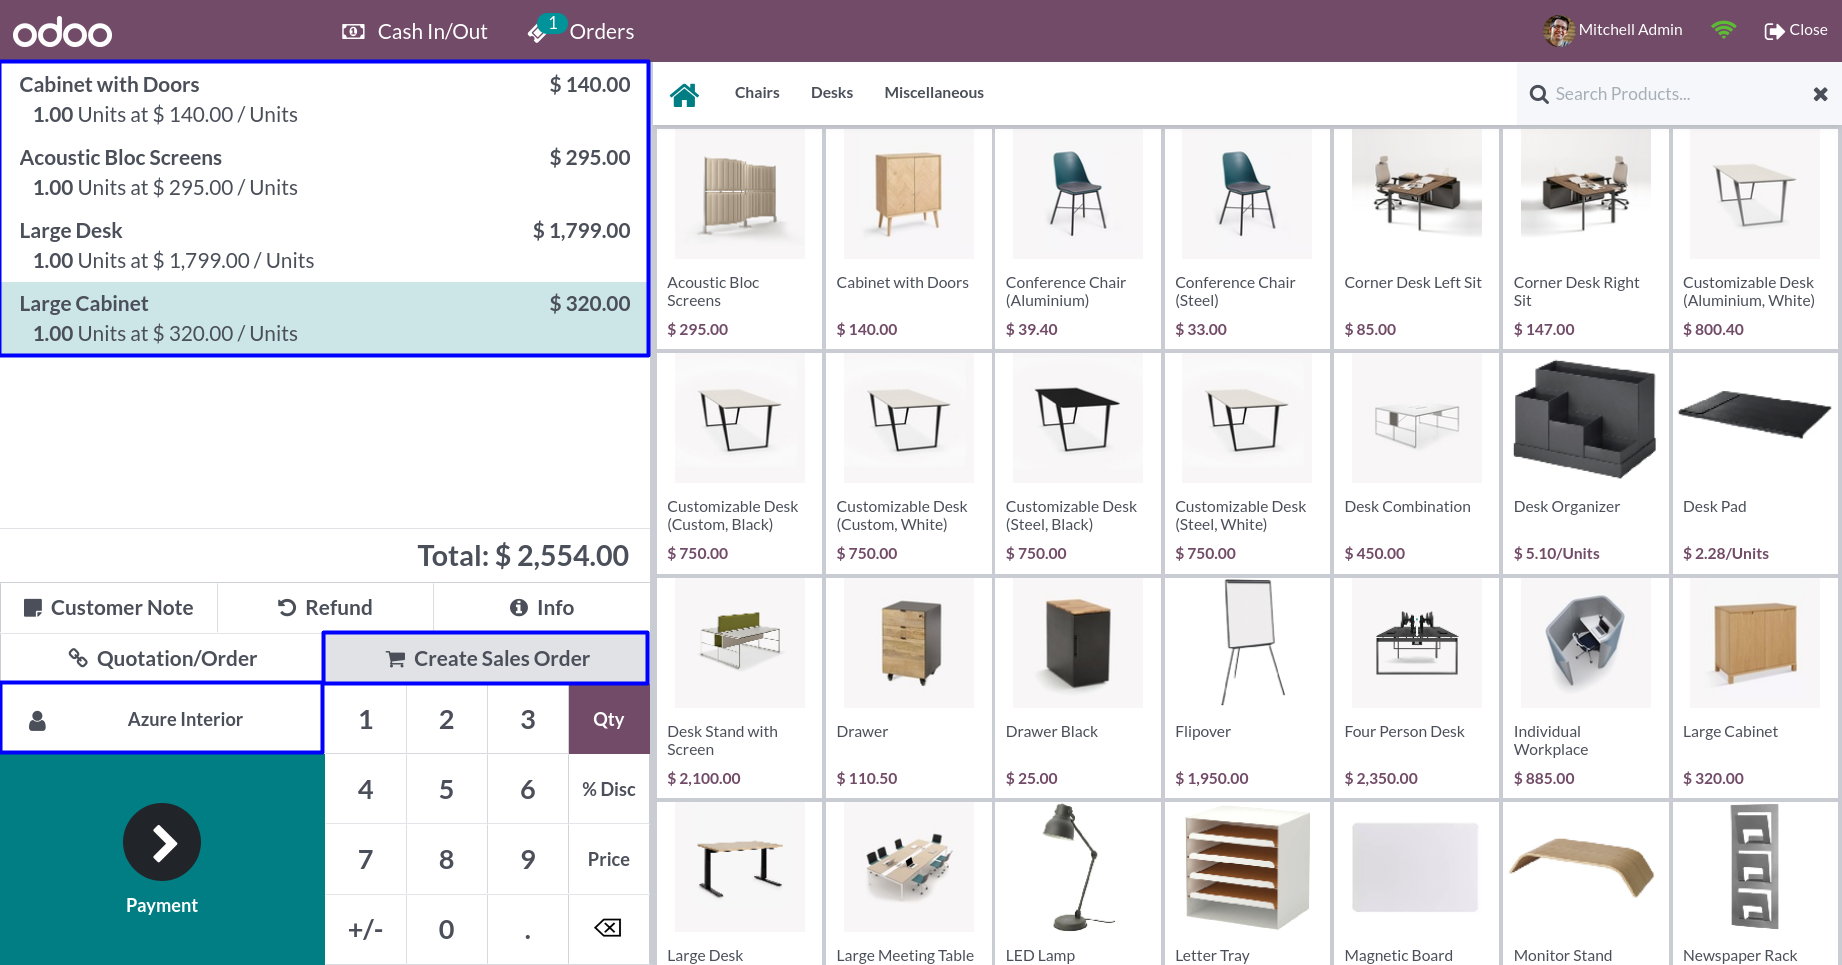 odoo
Cash In/Out
1
Orders
Mitchell Admin
Close
Cabinet with Doors $ 140.00
1.00 Units at $ 140.00 / Units
Acoustic Bloc Screens $ 295.00
1.00 Units at $ 295.00 / Units
Large Desk $ 1,799.00
1.00 Units at $ 1,799.00 / Units
Large Cabinet $ 320.00
1.00 Units at $ 320.00 / Units
Total: $ 2,554.00
Customer Note Refund Info
Quotation/Order Create Sales Order
Azure Interior
Payment
1 2 3 Qty
4 5 6 % Disc
7 8 9 Price
+/- 0 .
Chairs Desks Miscellaneous
Search Products...
Acoustic Bloc
Screens
$ 295.00
Cabinet with Doors
$ 140.00
Conference Chair
(Aluminium)
$ 39.40
Conference Chair
(Steel)
$ 33.00
Corner Desk Left Sit
$ 85.00
Corner Desk Right
Sit
$ 147.00
Customizable Desk
(Aluminium, White)
$ 800.40
Customizable Desk
(Custom, Black)
$ 750.00
Customizable Desk
(Custom, White)
$ 750.00
Customizable Desk
(Steel, Black)
$ 750.00
Customizable Desk
(Steel, White)
$ 750.00
Desk Combination
$ 450.00
Desk Organizer
$ 5.10/Units
Desk Pad
$ 2.28/Units
Desk Stand with
Screen
$ 2,100.00
Drawer
$ 110.50
Drawer Black
$ 25.00
Flipover
$ 1,950.00
Four Person Desk
$ 2,350.00
Individual
Workplace
$ 885.00
Large Cabinet
$ 320.00
Large Desk
Large Meeting Table
LED Lamp
Letter Tray
Magnetic Board
Monitor Stand
Newspaper Rack